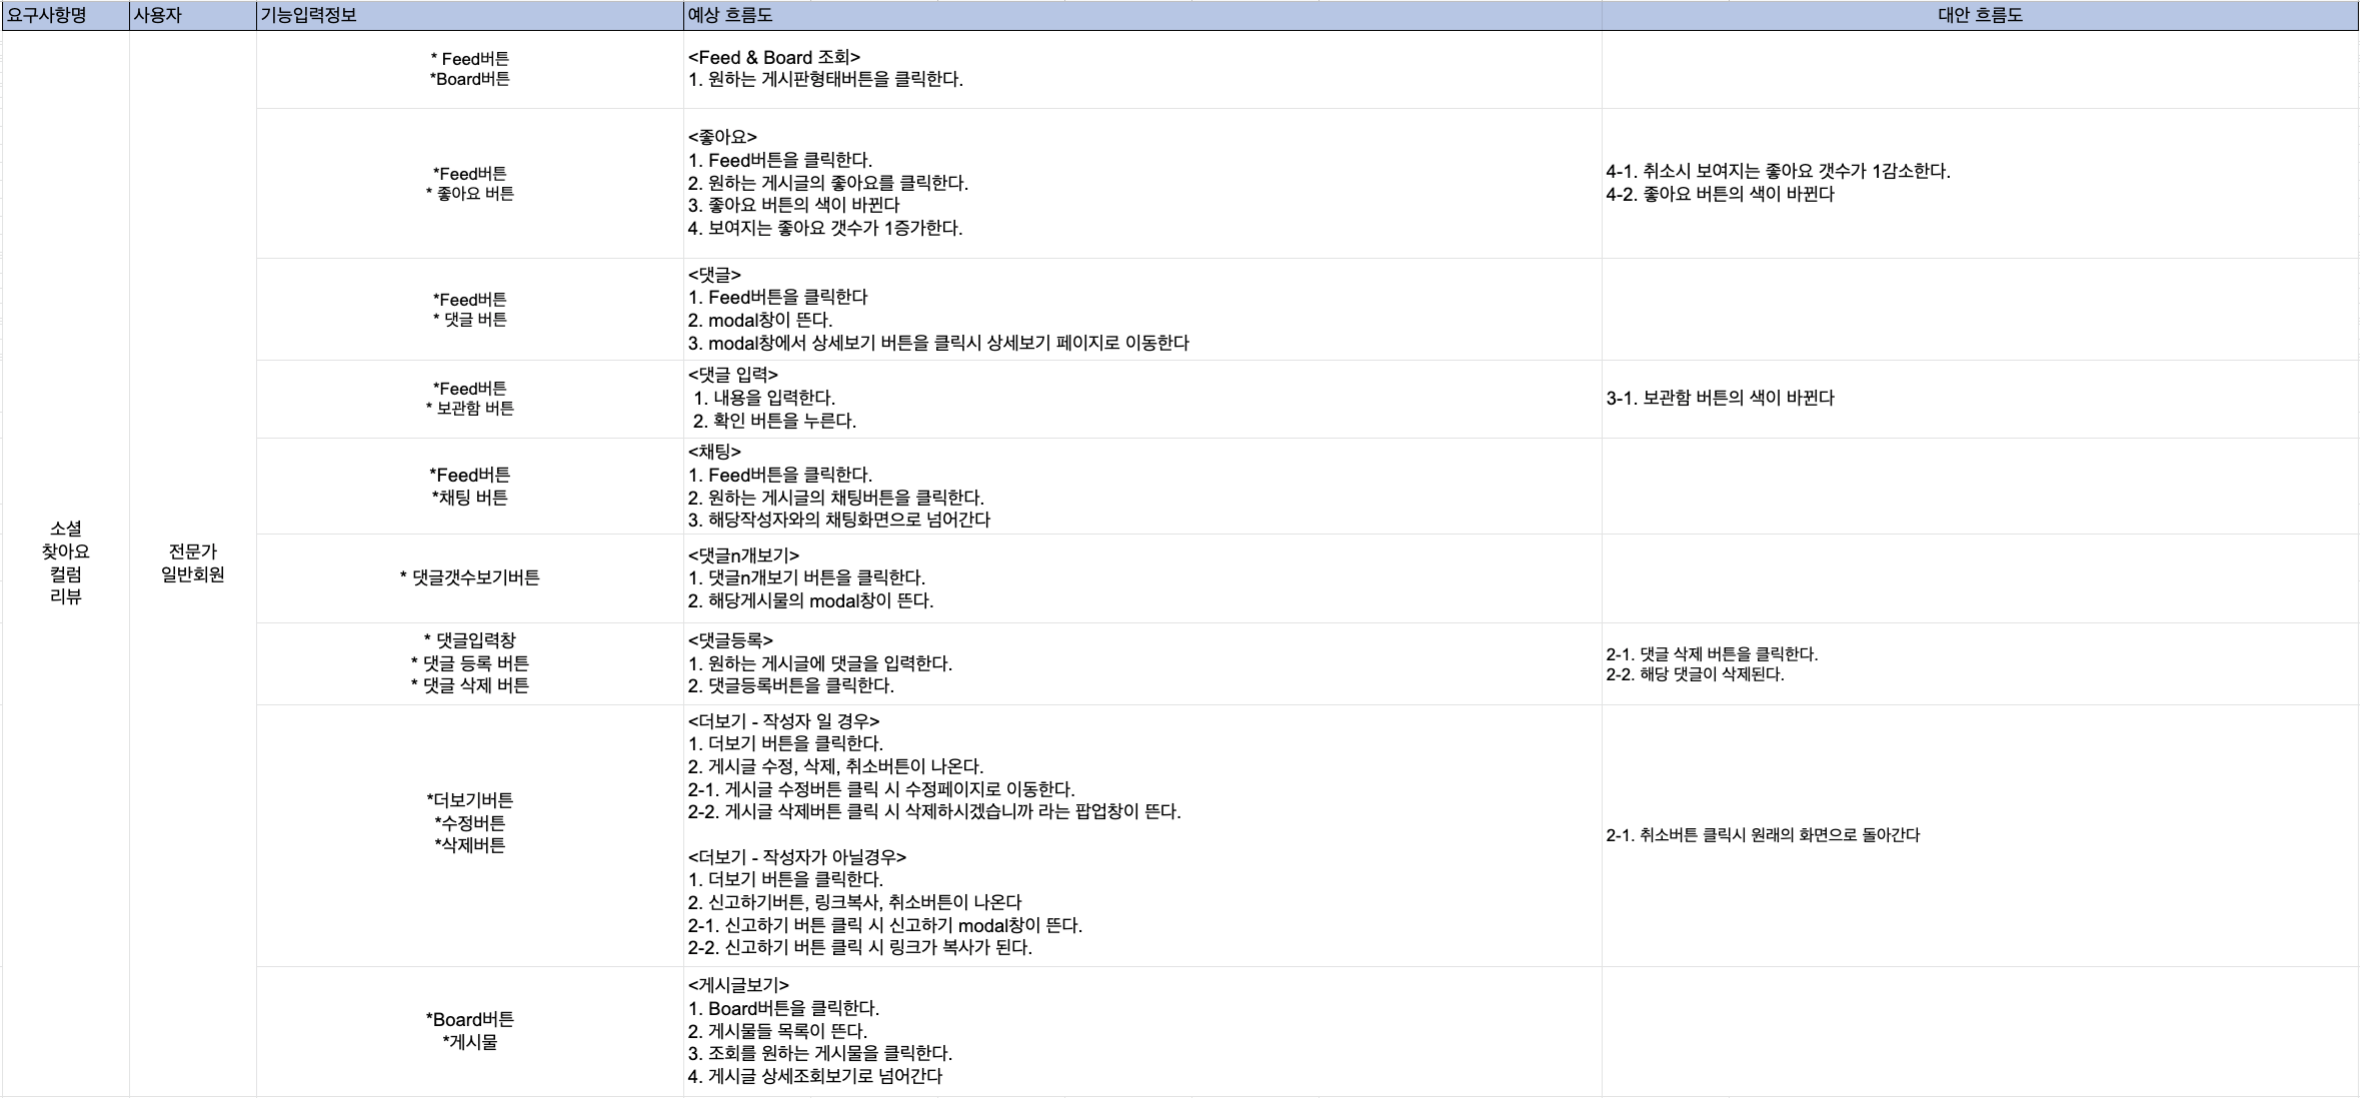 요구사항명
사용자
기능입력정보
예상 흐름도
대안 흐름도
소셜
찾아요
컬럼
리뷰
전문가
일반회원
* Feed버튼
*Board버튼
<Feed & Board 조회>
1. 원하는 게시판형태버튼을 클릭한다.
*Feed버튼
* 좋아요 버튼
<좋아요>
1. Feed버튼을 클릭한다.
2. 원하는 게시글의 좋아요를 클릭한다.
3. 좋아요 버튼의 색이 바뀐다
4. 보여지는 좋아요 갯수가 1증가한다.
4-1. 취소시 보여지는 좋아요 갯수가 1감소한다.
4-2. 좋아요 버튼의 색이 바뀐다
*Feed버튼
* 댓글 버튼
<댓글>
1. Feed버튼을 클릭한다
2. modal창이 뜬다.
3. modal창에서 상세보기 버튼을 클릭시 상세보기 페이지로 이동한다
*Feed버튼
* 보관함 버튼
<댓글 입력>
1. 내용을 입력한다.
2. 확인 버튼을 누른다.
3-1. 보관함 버튼의 색이 바뀐다
*Feed버튼
*채팅 버튼
<채팅>
1. Feed버튼을 클릭한다.
2. 원하는 게시글의 채팅버튼을 클릭한다.
3. 해당작성자와의 채팅화면으로 넘어간다
* 댓글갯수보기버튼
<댓글n개보기>
1. 댓글n개보기 버튼을 클릭한다.
2. 해당게시물의 modal창이 뜬다.
* 댓글입력창
* 댓글 등록 버튼
* 댓글 삭제 버튼
<댓글등록>
1. 원하는 게시글에 댓글을 입력한다.
2. 댓글등록버튼을 클릭한다.
2-1. 댓글 삭제 버튼을 클릭한다.
2-2. 해당 댓글이 삭제된다.
*더보기버튼
*수정버튼
*삭제버튼
<더보기 - 작성자 일 경우>
1. 더보기 버튼을 클릭한다.
2. 게시글 수정, 삭제, 취소버튼이 나온다.
2-1. 게시글 수정버튼 클릭 시 수정페이지로 이동한다.
2-2. 게시글 삭제버튼 클릭 시 삭제하시겠습니까 라는 팝업창이 뜬다.
<더보기 - 작성자가 아닐경우>
1. 더보기 버튼을 클릭한다.
2. 신고하기버튼, 링크복사, 취소버튼이 나온다
2-1. 신고하기 버튼 클릭 시 신고하기 modal창이 뜬다.
2-2. 신고하기 버튼 클릭 시 링크가 복사가 된다.
2-1. 취소버튼 클릭시 원래의 화면으로 돌아간다
*Board버튼
*게시물
<게시글보기>
1. Board버튼을 클릭한다.
2. 게시물들 목록이 뜬다.
3. 조회를 원하는 게시물을 클릭한다.
4. 게시글 상세조회보기로 넘어간다